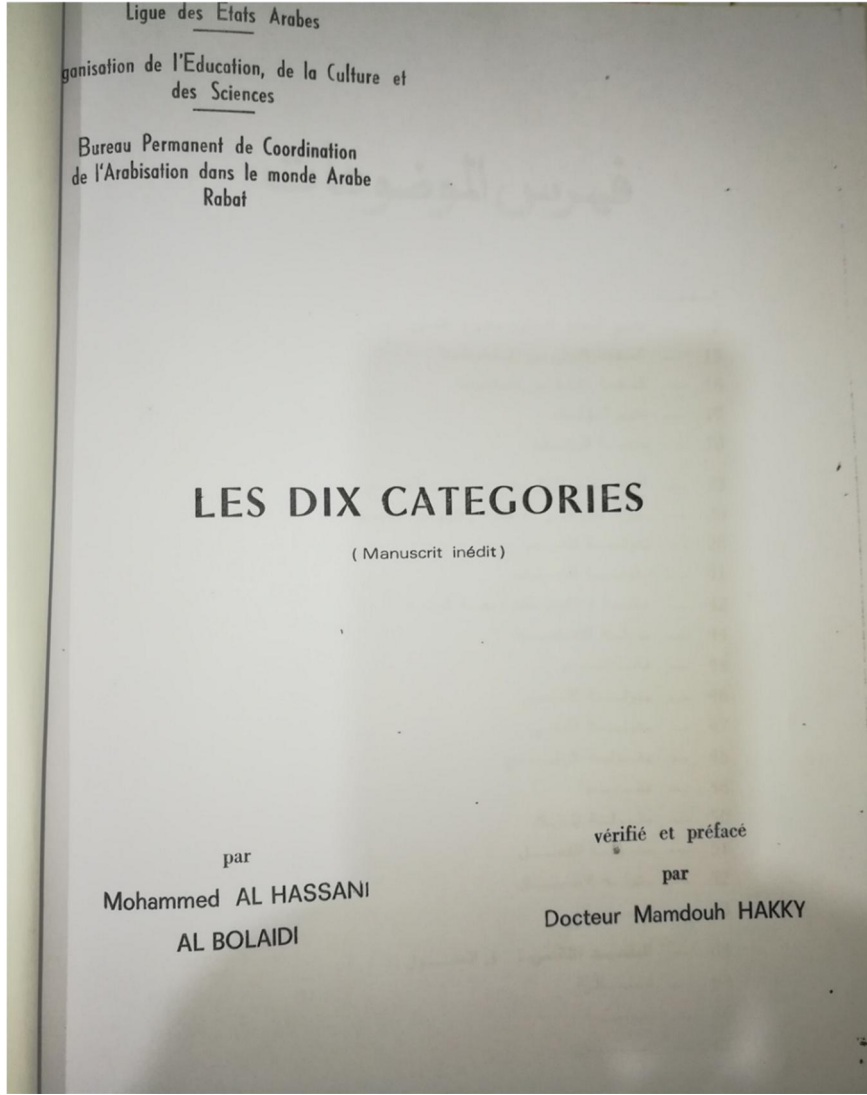 Ligue des Etats Arabes
ganisation de l'Education, de la Culture et
des Sciences
Bureau Permanent de Coordination
de l'Arabisation dans le monde Arabe
Rabat
LES DIX CATEGORIES
( Manuscrit inédit )
par
Mohammed AL HASSANI
AL BOLAIDI
vérifié et préfacé
par
Docteur Mamdouh HAKKY